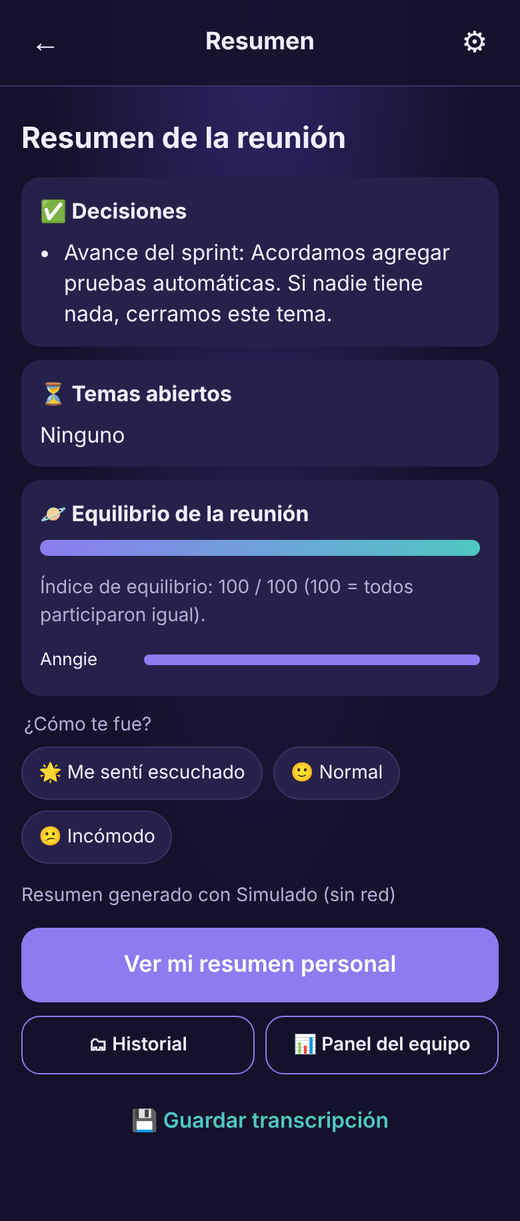 ← Resumen ⚙
Resumen de la reunión
✅ Decisiones
• Avance del sprint: Acordamos agregar
pruebas automáticas. Si nadie tiene
nada, cerramos este tema.
⏳ Temas abiertos
Ninguno
🪐 Equilibrio de la reunión
Índice de equilibrio: 100 / 100 (100 = todos
participaron igual).
Anngie
¿Cómo te fue?
🌟 Me sentí escuchado
🙂 Normal
😕 Incómodo
Resumen generado con Simulado (sin red)
Ver mi resumen personal
🗂 Historial
📊 Panel del equipo
💾 Guardar transcripción